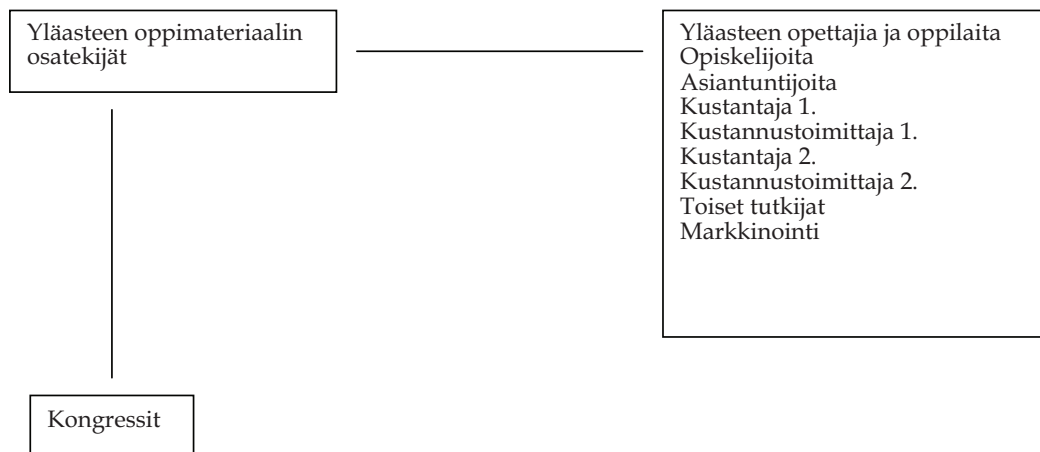 Yläasteen oppimateriaalin
osatekijät
Yläasteen opettajia ja oppilaita
Opiskelijoita
Asiantuntijoita
Kustantaja 1.
Kustannustoimittaja 1.
Kustantaja 2.
Kustannustoimittaja 2.
Toiset tutkijat
Markkinointi
Kongressit